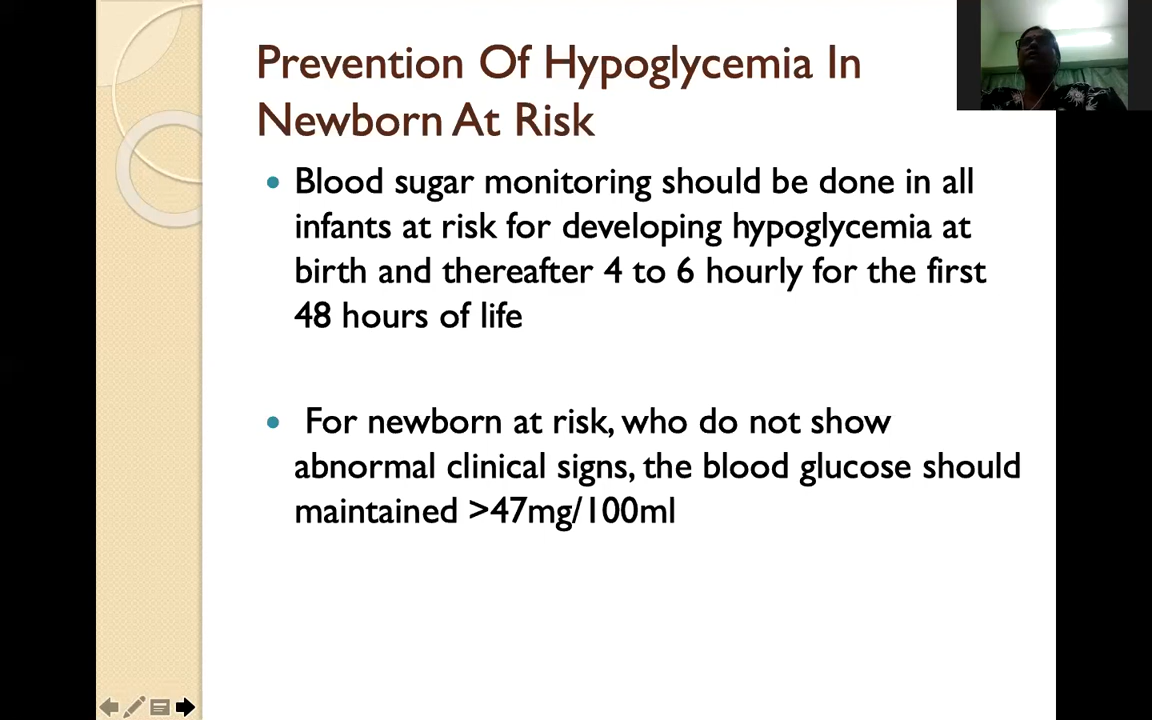 Prevention Of Hypoglycemia In
Newborn At Risk
Blood sugar monitoring should be done in all
infants at risk for developing hypoglycemia at
birth and thereafter 4 to 6 hourly for the first
48 hours of life
For newborn at risk, who do not show
abnormal clinical signs, the blood glucose should
maintained >47mg/100ml